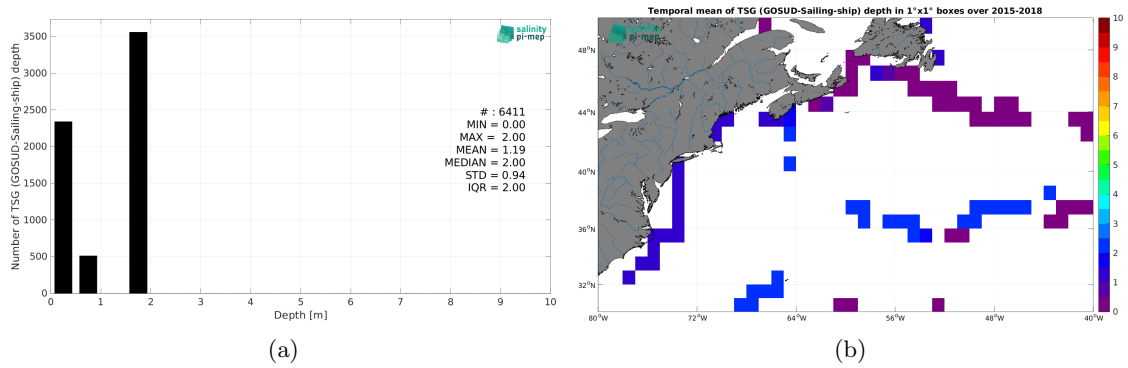 salinity
pi-mep
Number of TSG (GOSUD-Sailing-ship) depth
3500
3000
2500
2000
1500
1000
500
0
# : 6411
MIN = 0.00
MAX = 2.00
MEAN = 1.19
MEDIAN = 2.00
STD = 0.94
IQR = 2.00
0 1 2 3 4 5 6 7 8 9 10
Depth [m]
(a)
Temporal mean of TSG (GOSUD-Sailing-ship) depth in 1°x1° boxes over 2015-2018
salinity
pi-mep
48°N
44°N
40°N
36°N
32°N
80°W 72°W 64°W 56°W 48°W 40°W
10
9
8
7
6
5
4
3
2
1
0
(b)